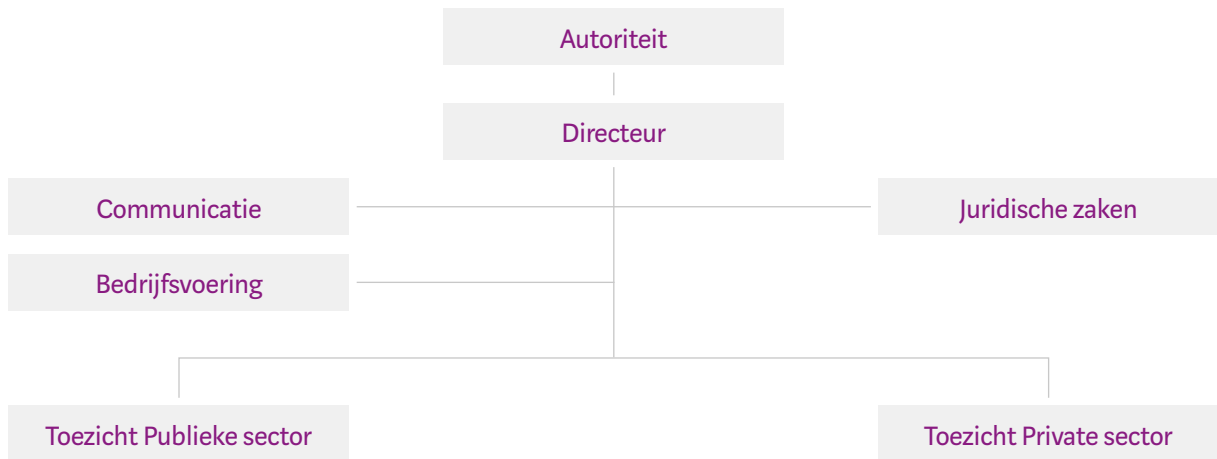 Autoriteit
Directeur
Communicatie
Juridische zaken
Bedrijfsvoering
Toezicht Publieke sector
Toezicht Private sector